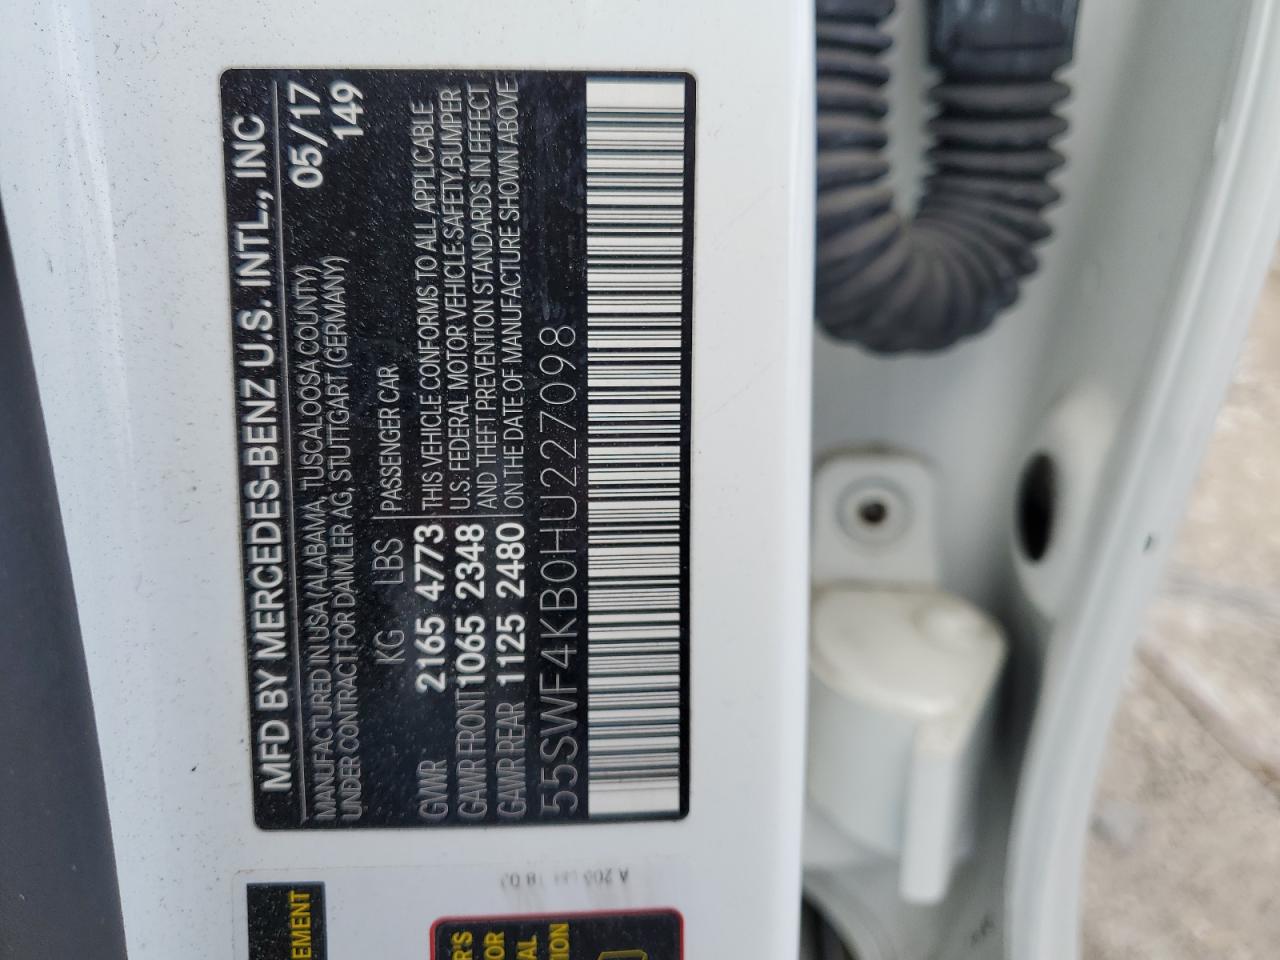 MFD BY MERCEDES-BENZ U.S. INTL., INC
MANUFACTURED IN USA (ALABAMA, TUSCALOOSA COUNTY) 05/17
UNDER CONTRACT FOR DAIMLER AG, STUTTGART (GERMANY) 149
KG LBS PASSENGER CAR
GVWR 2165 4773 THIS VEHICLE CONFORMS TO ALL APPLICABLE
GAWR FRONT 1065 2348 U.S. FEDERAL MOTOR VEHICLE SAFETY,BUMPER
GAWR REAR 1125 2480 AND THEFT PREVENTION STANDARDS IN EFFECT
ON THE DATE OF MANUFACTURE SHOWN ABOVE
55SWF4KB0HU227098
EMENT
R'S
OR
AL
ION